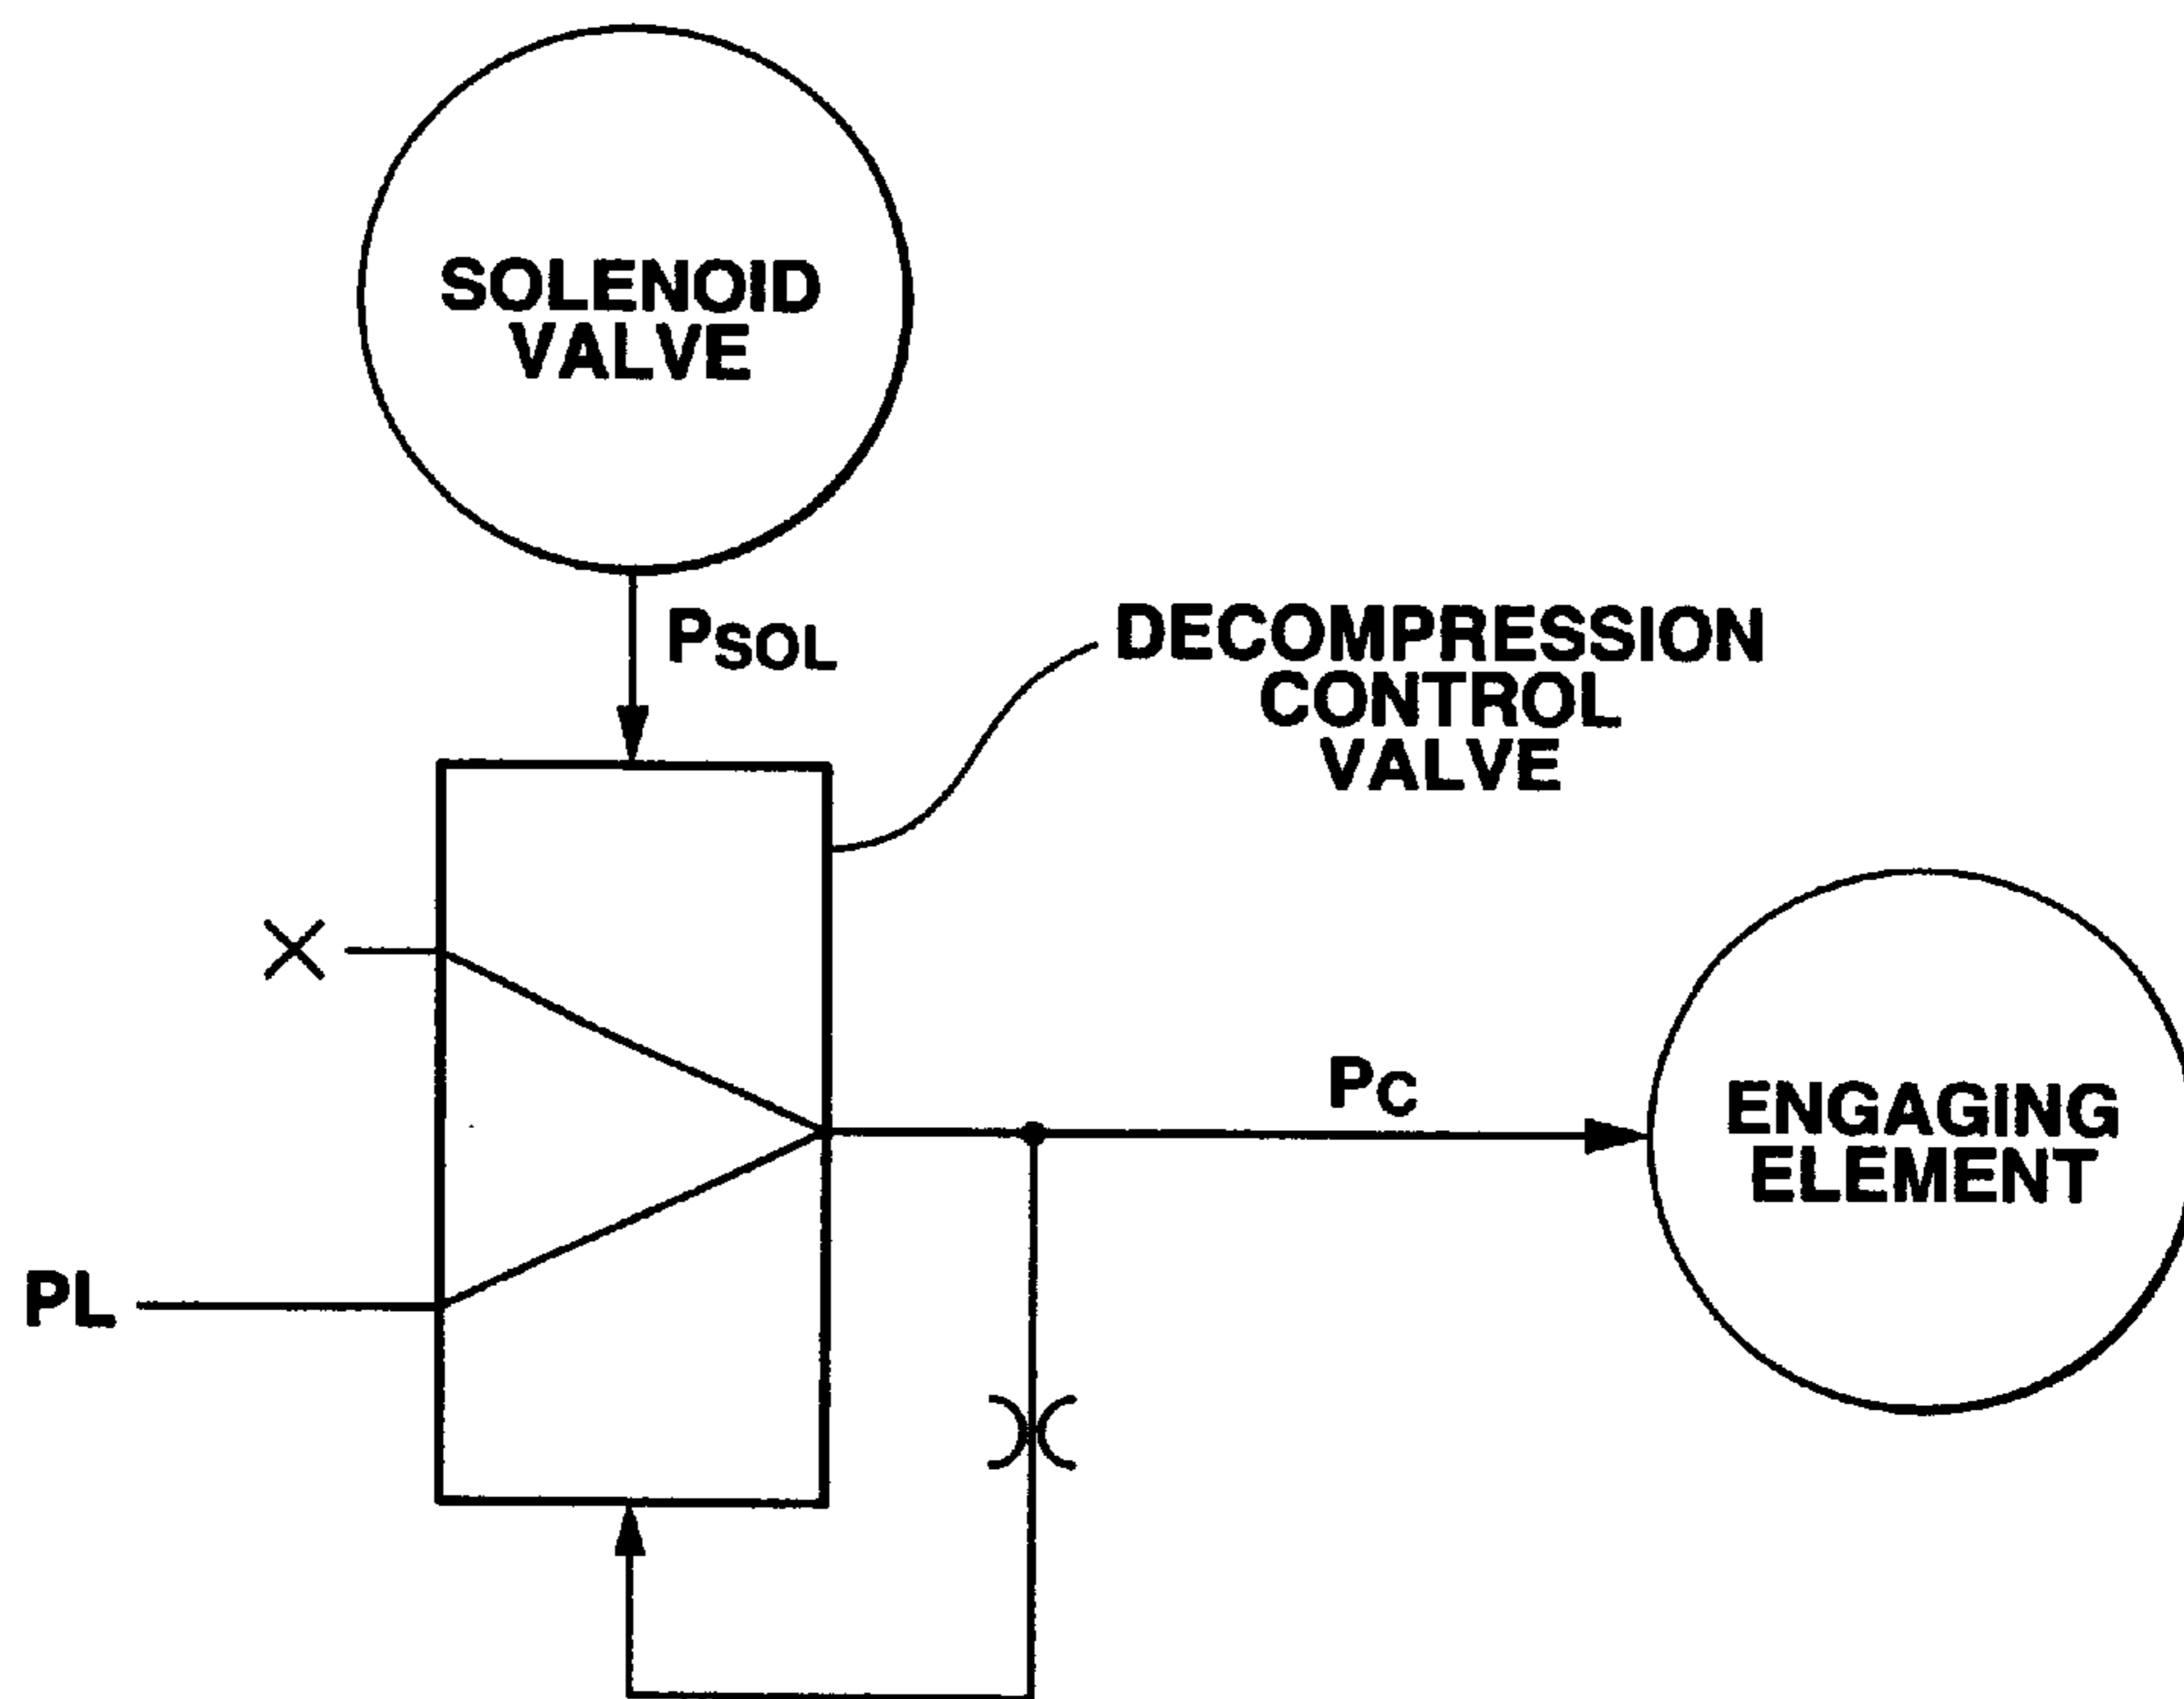 SOLENOID
VALVE
PSOL
DECOMPRESSION
CONTROL
VALVE
PC
ENGAGING
ELEMENT
PL